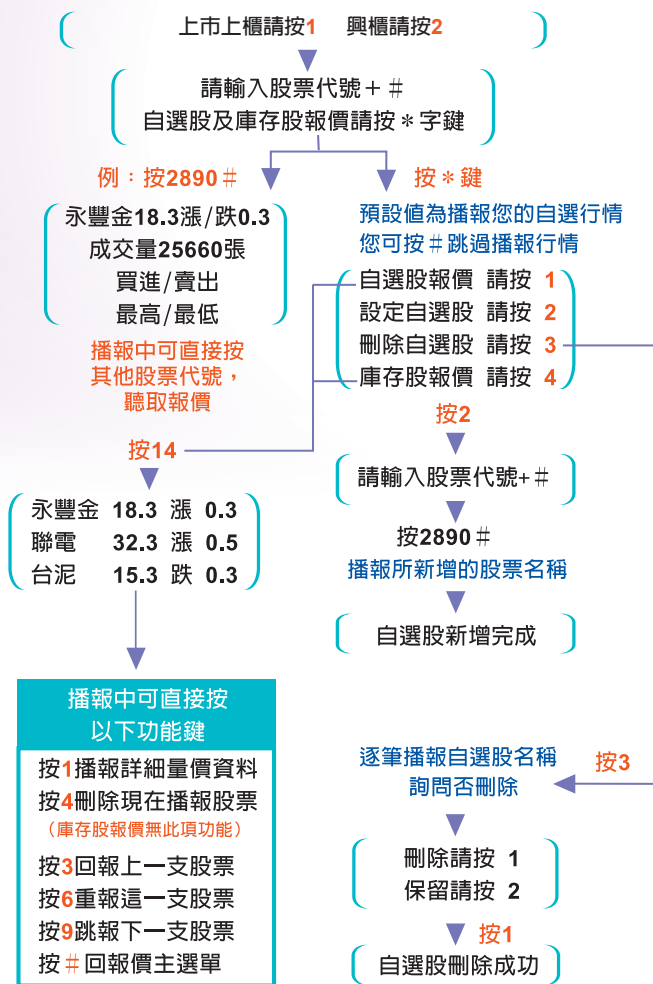 上市上櫃請按1　興櫃請按2
請輸入股票代號＋＃
自選股及庫存股報價請按＊字鍵
例：按2890＃
永豐金18.3漲/跌0.3
成交量25660張
買進/賣出
最高/最低
播報中可直接按
其他股票代號，
聽取報價
按＊鍵
預設值為播報您的自選行情
您可按＃跳過播報行情
自選股報價 請按 1
設定自選股 請按 2
刪除自選股 請按 3
庫存股報價 請按 4
按14
永豐金 18.3 漲 0.3
聯電 32.3 漲 0.5
台泥 15.3 跌 0.3
按2
請輸入股票代號+＃
按2890＃
播報所新增的股票名稱
自選股新增完成
播報中可直接按
以下功能鍵
按1播報詳細量價資料
按4刪除現在播報股票
（庫存股報價無此項功能）
按3回報上一支股票
按6重報這一支股票
按9跳報下一支股票
按＃回報價主選單
按3
逐筆播報自選股名稱
詢問否刪除
刪除請按 1
保留請按 2
按1
自選股刪除成功